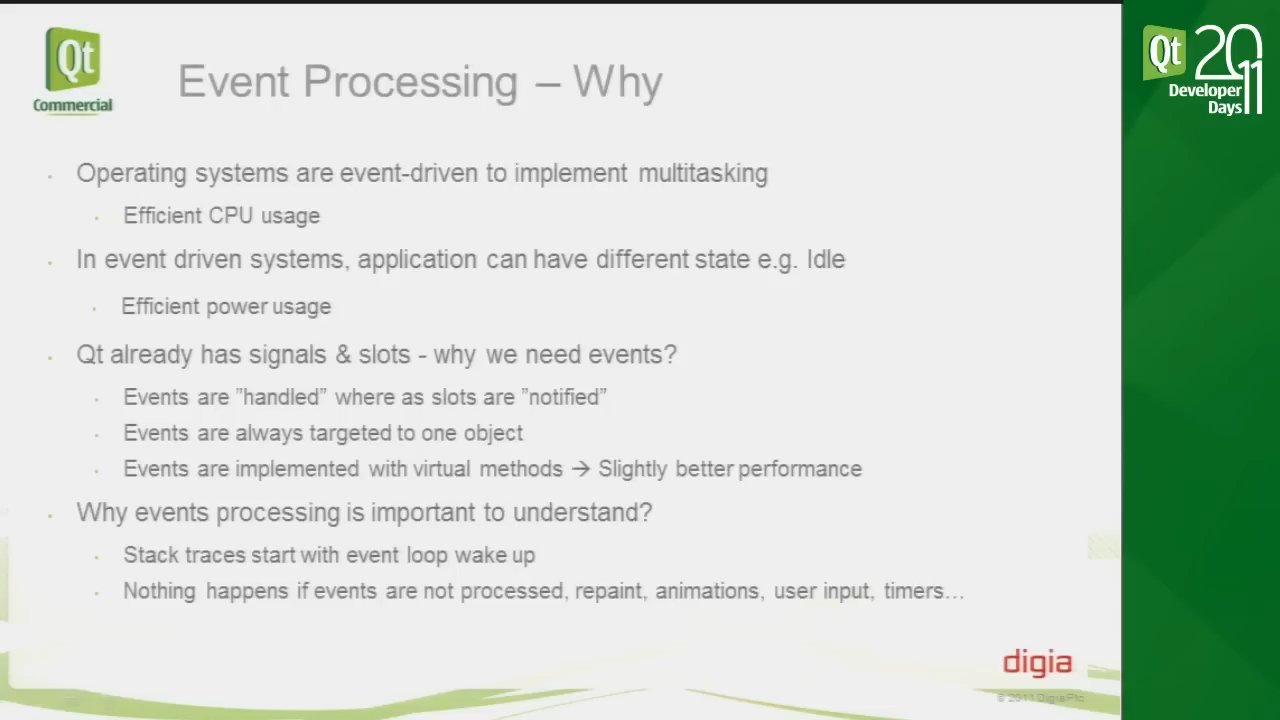 Qt
Commercial
Event Processing – Why
Operating systems are event-driven to implement multitasking
Efficient CPU usage
In event driven systems, application can have different state e.g. Idle
Efficient power usage
Qt already has signals & slots - why we need events?
Events are ”handled” where as slots are ”notified”
Events are always targeted to one object
Events are implemented with virtual methods → Slightly better performance
Why events processing is important to understand?
Stack traces start with event loop wake up
Nothing happens if events are not processed, repaint, animations, user input, timers…
digia
© 2011 Digia Plc
Qt 2011
Developer
Days